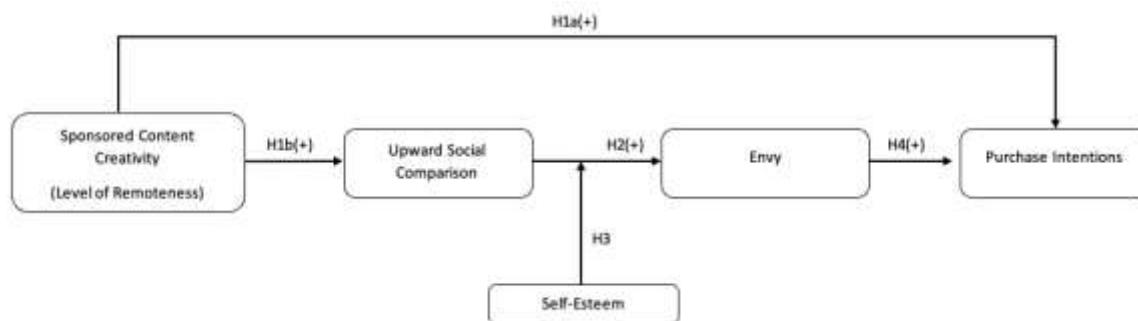 H1a(+)
Sponsored Content
Creativity
(Level of Remoteness)
H1b(+)
Upward Social
Comparison
H2(+)
Envy
H4(+)
Purchase Intentions
H3
Self-Esteem